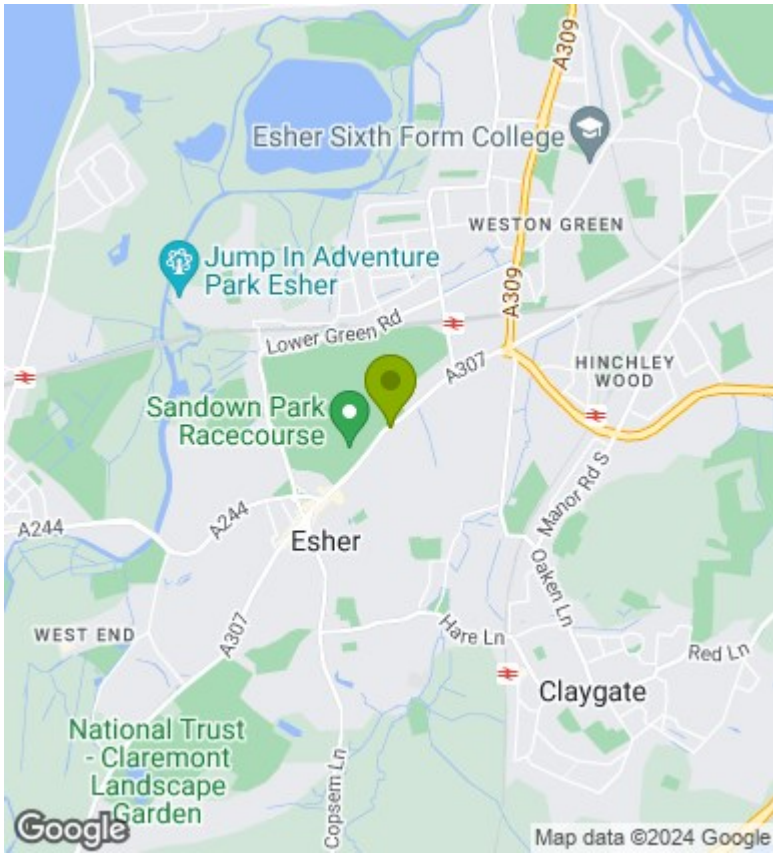 A309
Esher Sixth Form College
WESTON GREEN
Jump In Adventure
Park Esher
A309
Lower Green Rd
A307
HINCHLEY
WOOD
Sandown Park
Racecourse
A244
A244
Manor Rd S
Esher
Oaken Ln
WEST END
A307
Hare Ln
Red Ln
Claygate
National Trust
- Claremont
Landscape
Garden
Copsem Ln
Google
Map data ©2024 Google